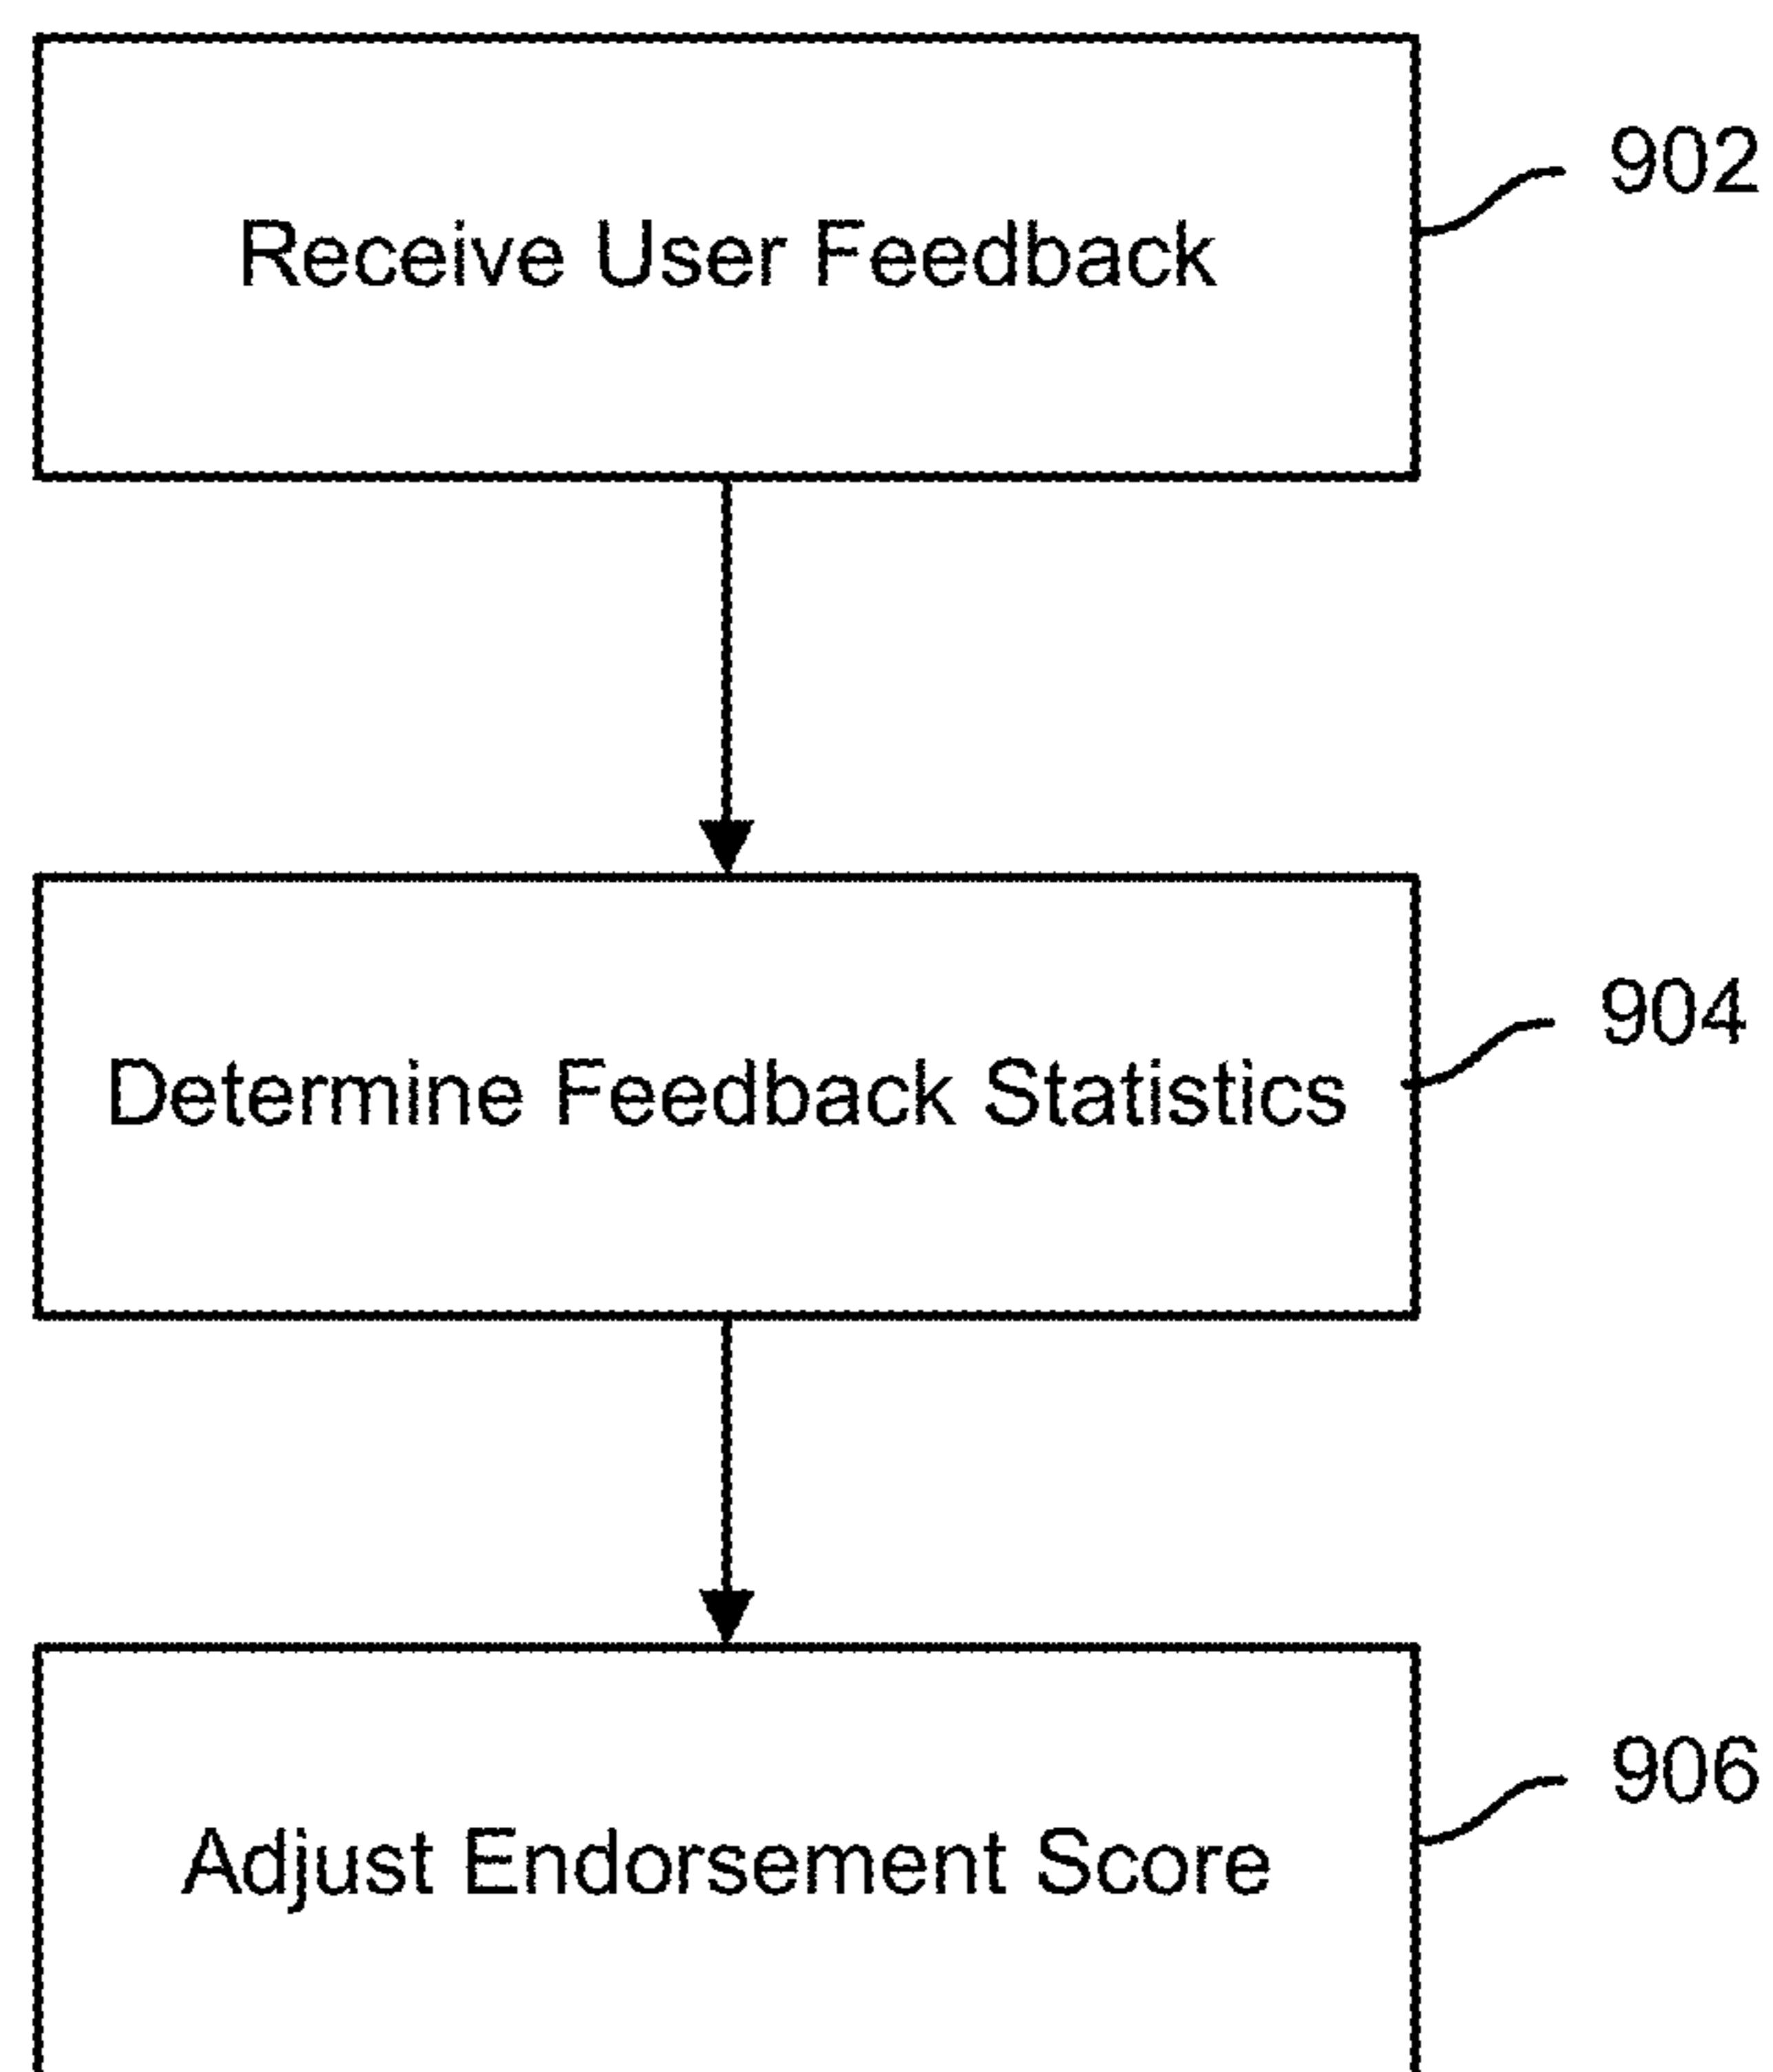 902
Receive User Feedback
904
Determine Feedback Statistics
906
Adjust Endorsement Score